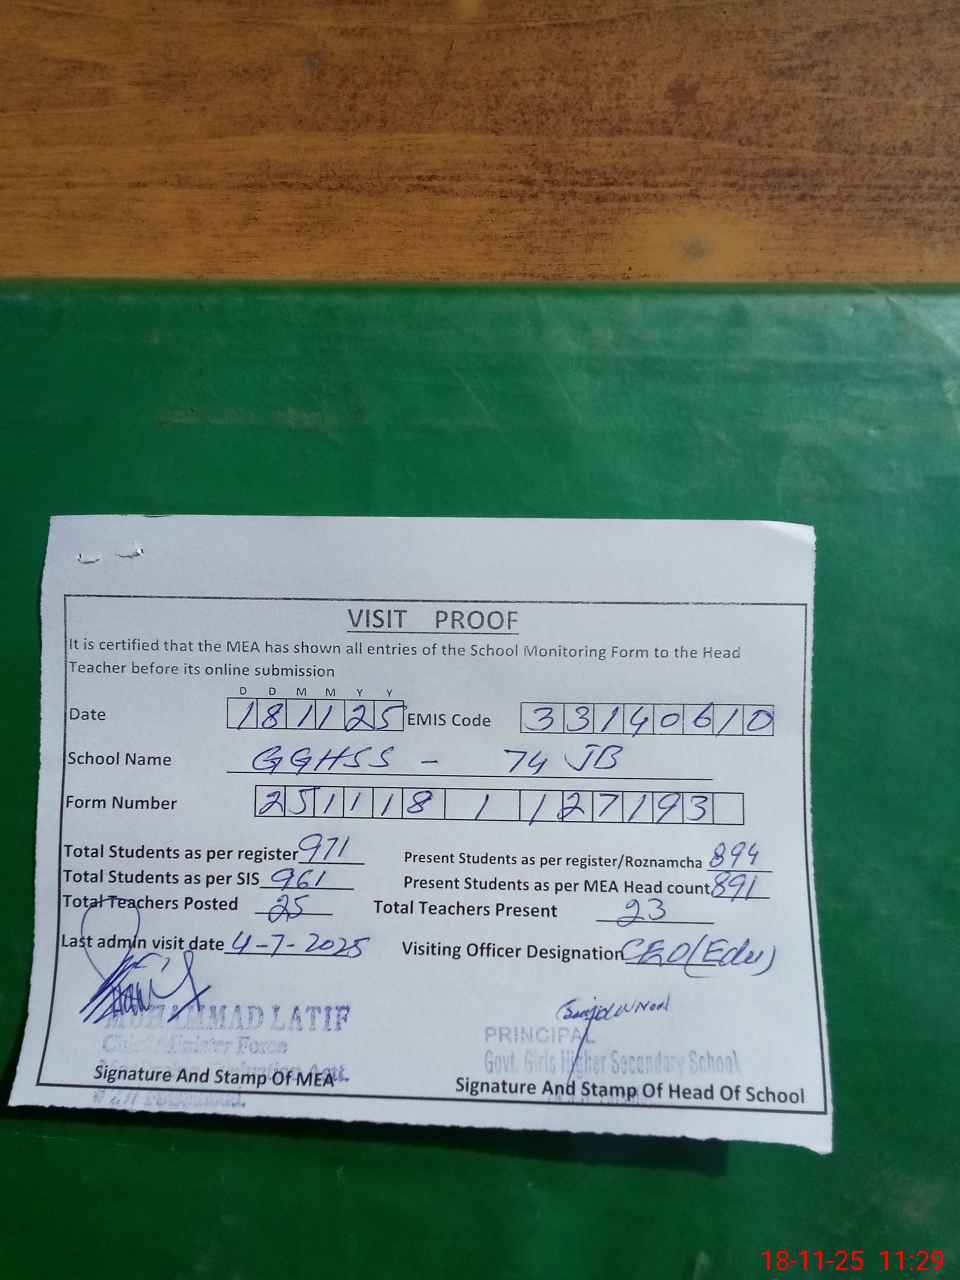 VISIT PROOF
It is certified that the MEA has shown all entries of the School Monitoring Form to the Head
Teacher before its online submission
D D M M Y Y
Date 181125 EMIS Code 33140610
School Name GGHSS - 74 JB
Form Number 251118 1 127193
Total Students as per register 971 Present Students as per register/Roznamcha 894
Total Students as per SIS 961 Present Students as per MEA Head count 891
Total Teachers Posted 25 Total Teachers Present 23
Last admin visit date 4-7-2025 Visiting Officer Designation CEO (Edu)
MUHAMMAD LATIF
PRINCIPAL
Chief Minister Force
Govt. Girls Higher Secondary School
Signature And Stamp Of MEA Signature And Stamp Of Head Of School
18-11-25 11:29